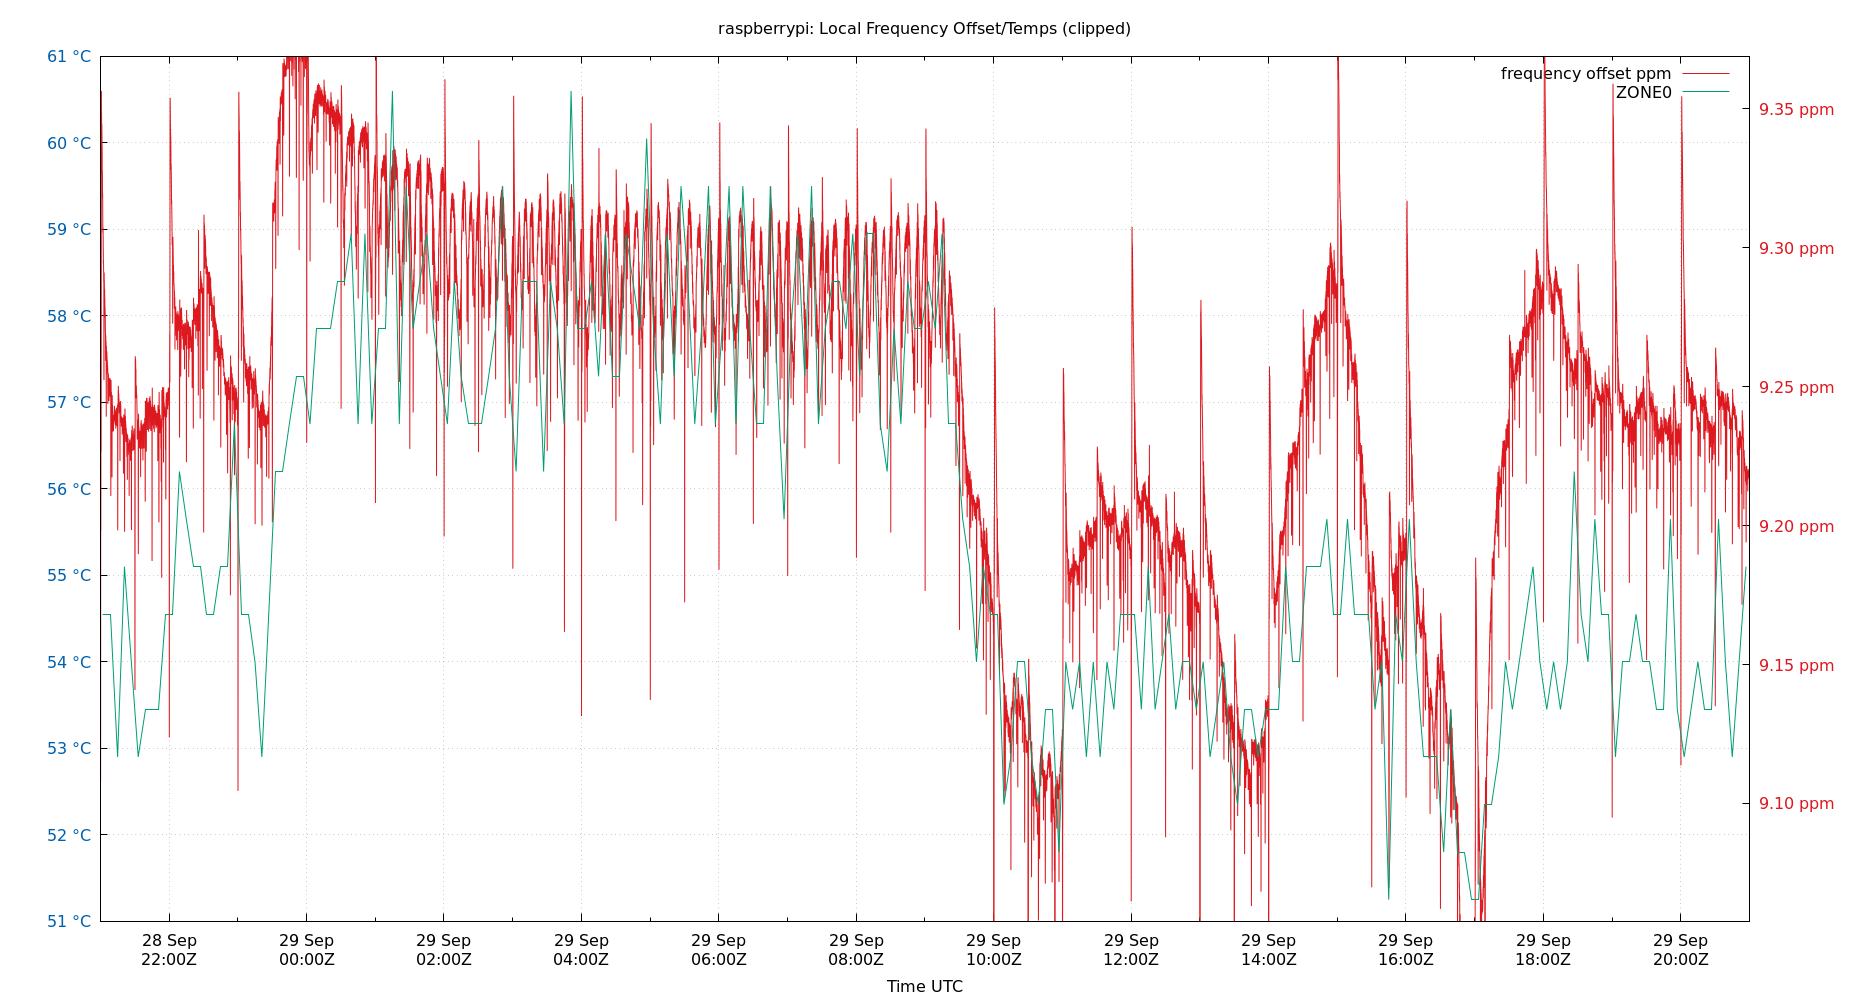 raspberrypi: Local Frequency Offset/Temps (clipped)
frequency offset ppm
ZONE0
61 °C
60 °C
59 °C
58 °C
57 °C
56 °C
55 °C
54 °C
53 °C
52 °C
51 °C
9.35 ppm
9.30 ppm
9.25 ppm
9.20 ppm
9.15 ppm
9.10 ppm
28 Sep
22:00Z
29 Sep
00:00Z
29 Sep
02:00Z
29 Sep
04:00Z
29 Sep
06:00Z
29 Sep
08:00Z
29 Sep
10:00Z
29 Sep
12:00Z
29 Sep
14:00Z
29 Sep
16:00Z
29 Sep
18:00Z
29 Sep
20:00Z
Time UTC